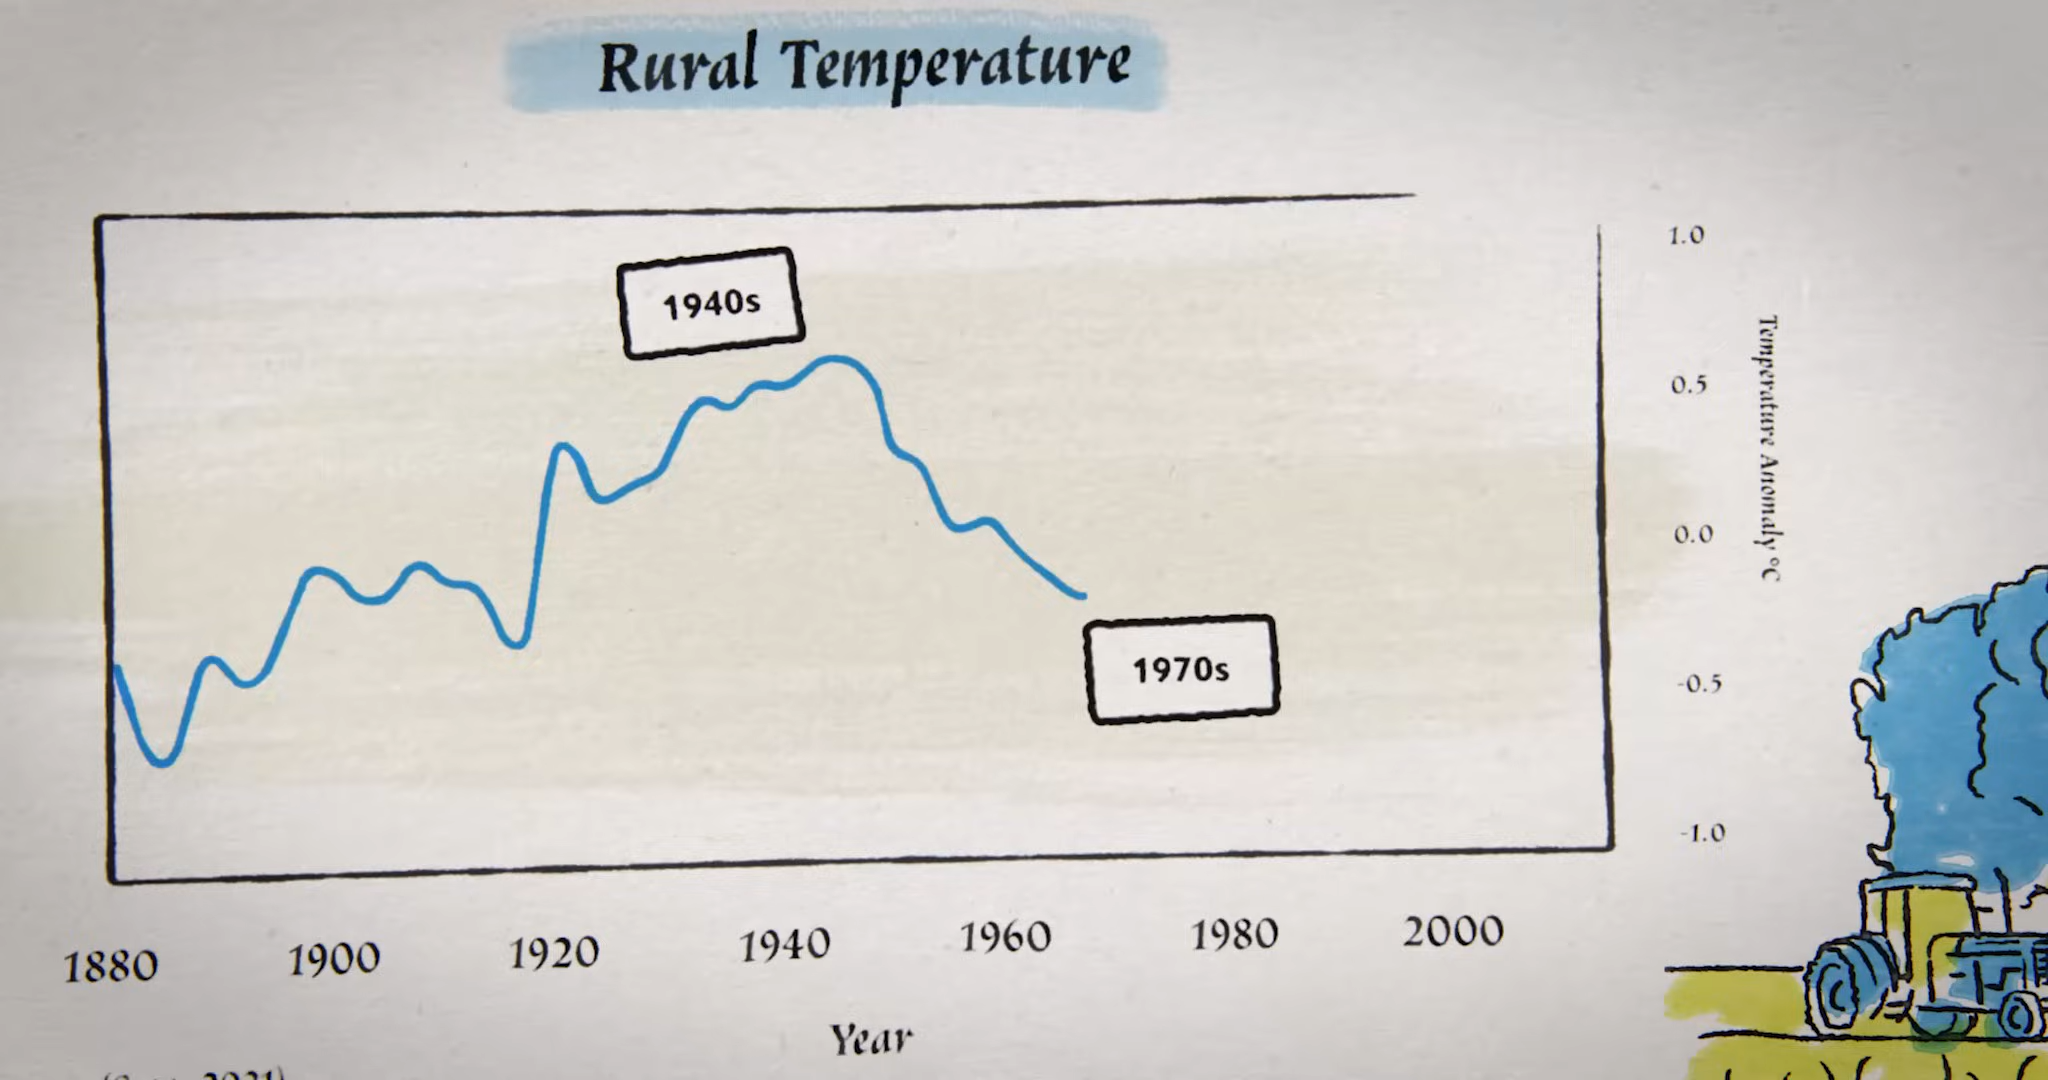 Rural Temperature
1940s
1970s
1.0
0.5
0.0
-0.5
-1.0
Temperature Anomaly °C
1880 1900 1920 1940 1960 1980 2000
Year